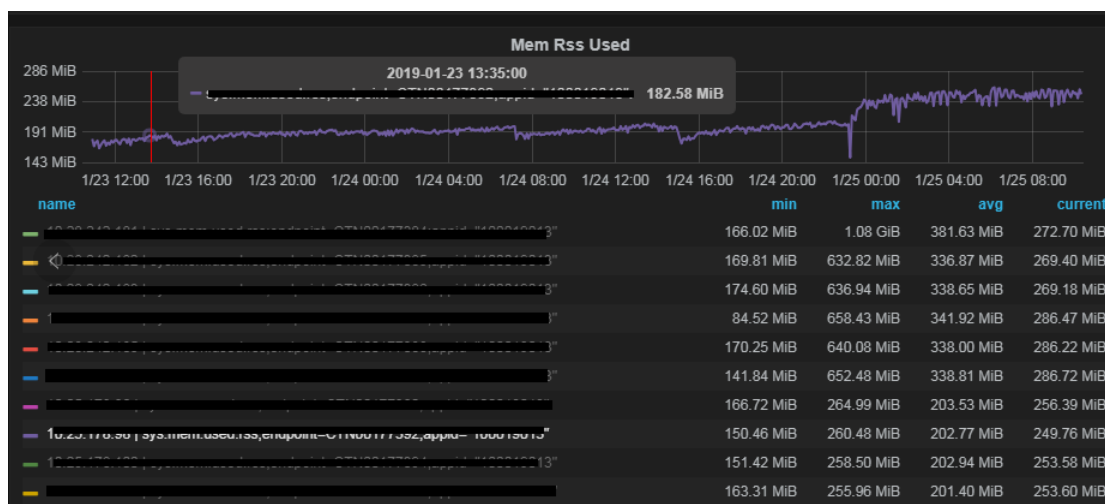 Mem Rss Used
286 MiB
2019-01-23 13:35:00
182.58 MiB
238 MiB
191 MiB
143 MiB
1/23 12:00 1/23 16:00 1/23 20:00 1/24 00:00 1/24 04:00 1/24 08:00 1/24 12:00 1/24 16:00 1/24 20:00 1/25 00:00 1/25 04:00 1/25 08:00
name min max avg current
166.02 MiB 1.08 GiB 381.63 MiB 272.70 MiB
169.81 MiB 632.82 MiB 336.87 MiB 269.40 MiB
174.60 MiB 636.94 MiB 338.65 MiB 269.18 MiB
84.52 MiB 658.43 MiB 341.92 MiB 286.47 MiB
170.25 MiB 640.08 MiB 338.00 MiB 286.22 MiB
141.84 MiB 652.48 MiB 338.81 MiB 286.72 MiB
166.72 MiB 264.99 MiB 203.53 MiB 256.39 MiB
150.46 MiB 260.48 MiB 202.77 MiB 249.76 MiB
151.42 MiB 258.50 MiB 202.94 MiB 253.58 MiB
163.31 MiB 255.96 MiB 201.40 MiB 253.60 MiB